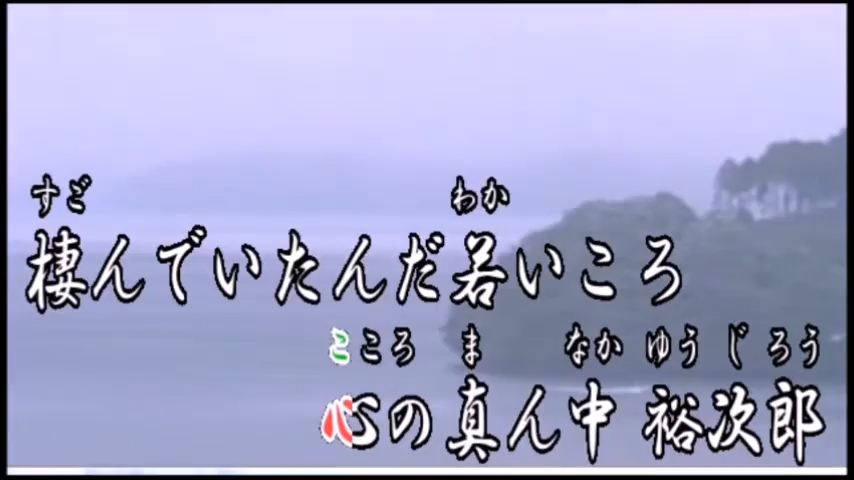 すご わか
棲んでいたんだ若いころ
こころ ま なか ゆう じ ろう
心の真ん中 裕次郎